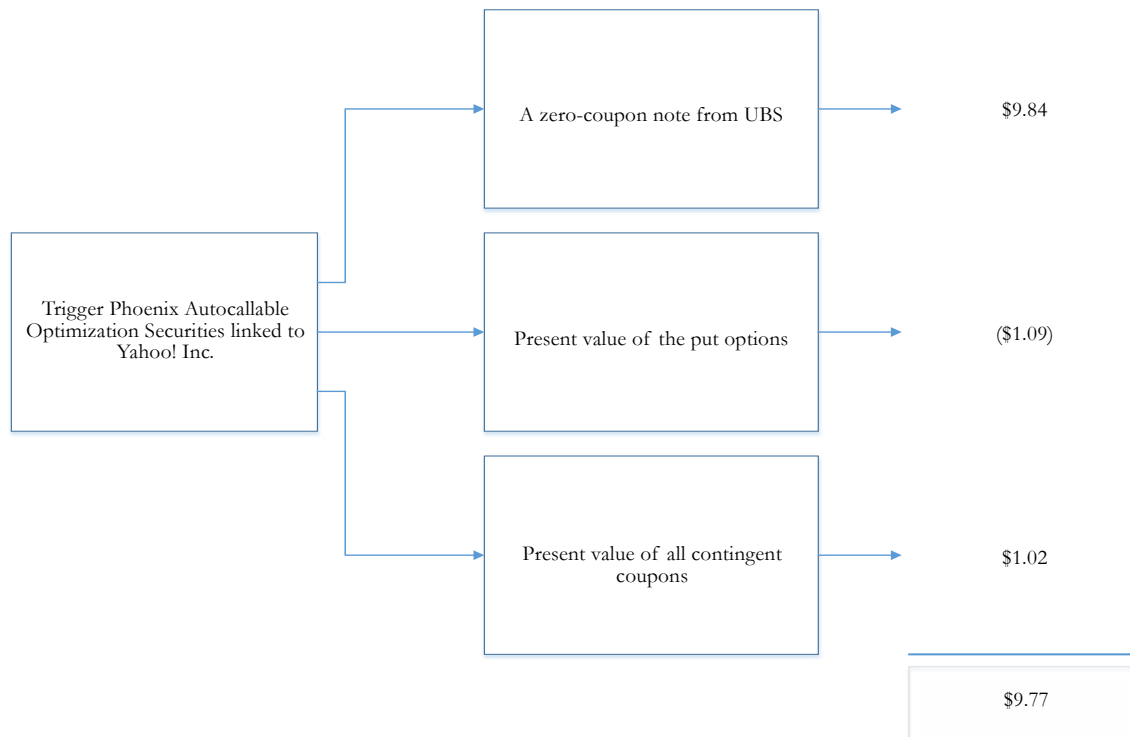 A zero-coupon note from UBS
$9.84
Trigger Phoenix Autocallable
Optimization Securities linked to
Yahoo! Inc.
Present value of the put options
($1.09)
Present value of all contingent
coupons
$1.02
$9.77